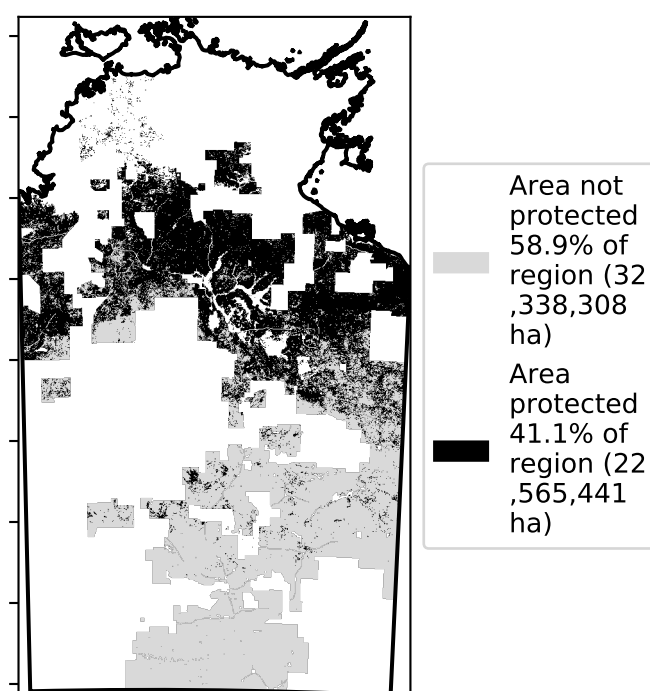 Area not
protected
58.9% of
region (32
,338,308
ha)
Area
protected
41.1% of
region (22
,565,441
ha)